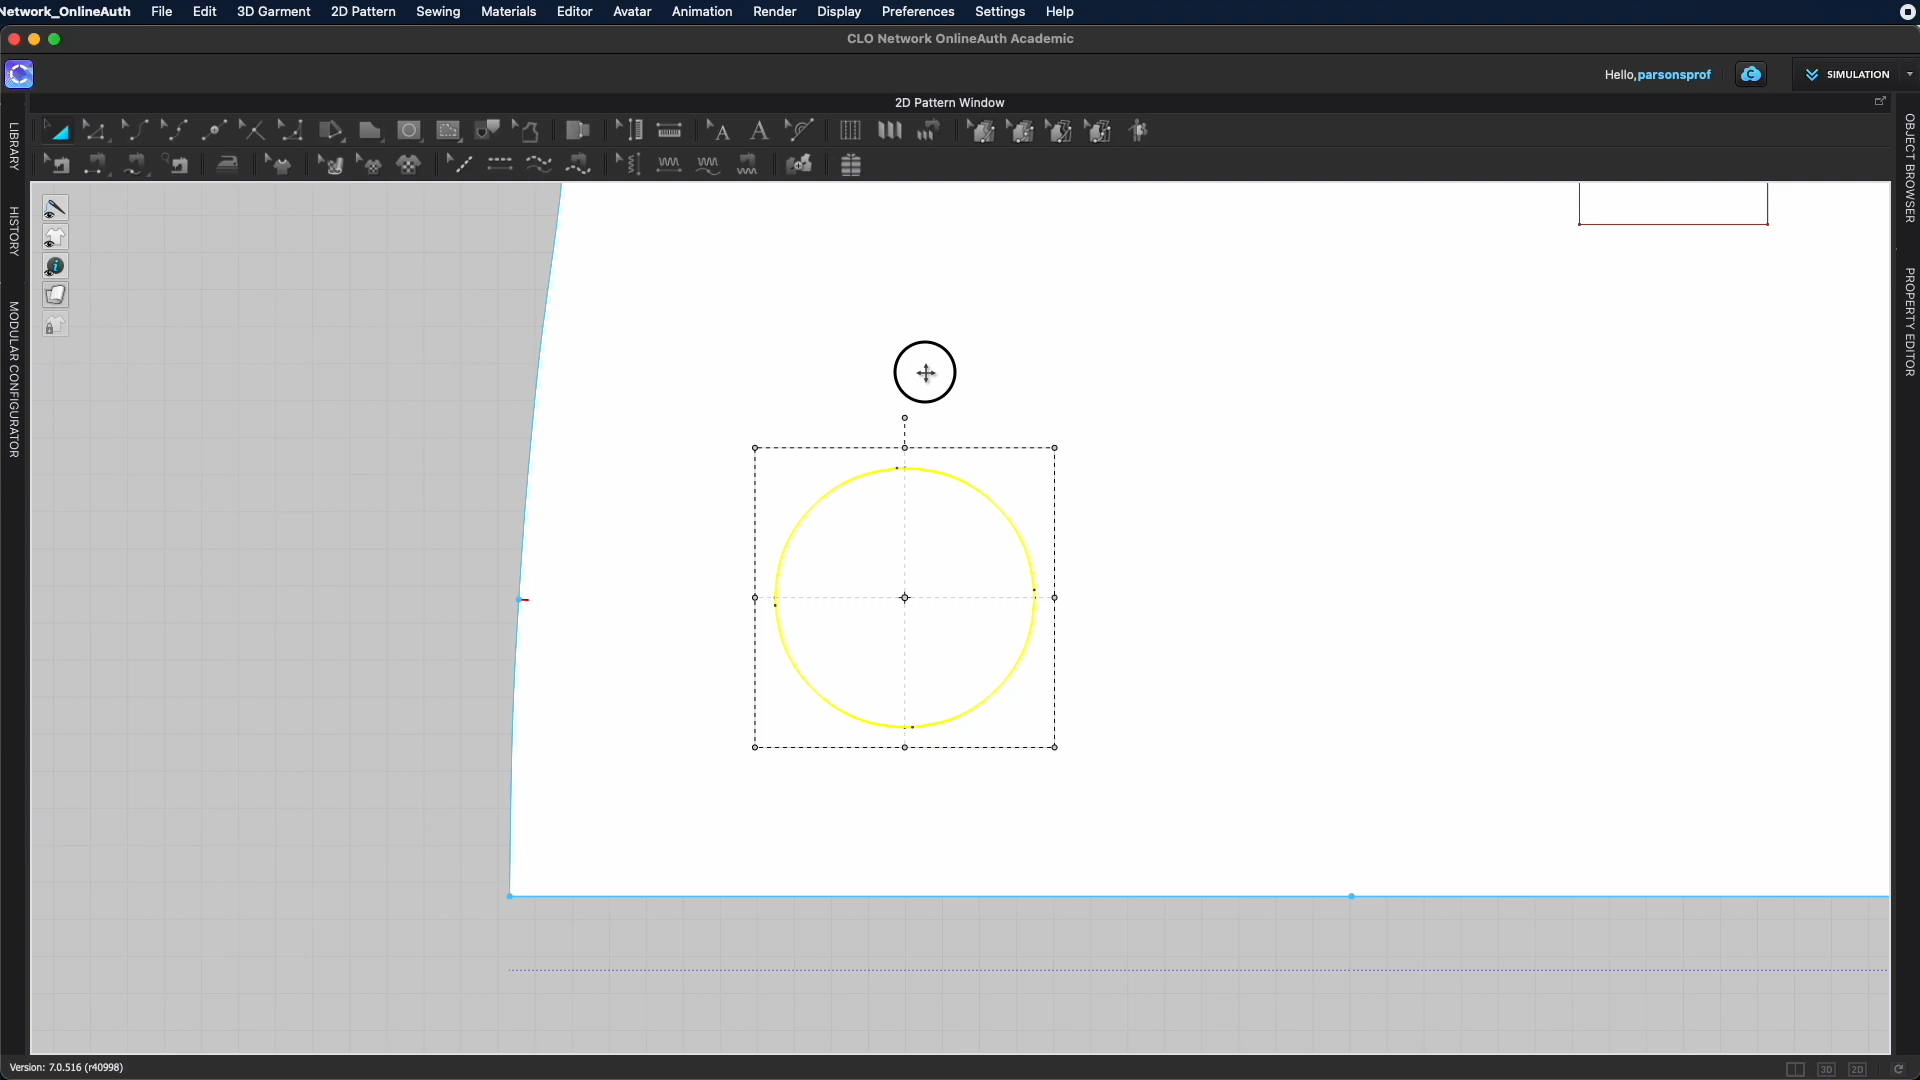 Network_OnlineAuth File Edit 3D Garment 2D Pattern Sewing Materials Editor Avatar Animation Render Display Preferences Settings Help
CLO Network OnlineAuth Academic
Hello,parsonsprof SIMULATION
2D Pattern Window
LIBRARY
HISTORY
MODULAR CONFIGURATOR
OBJECT BROWSER
PROPERTY EDITOR
Version: 7.0.516 (r40998)
3D 2D